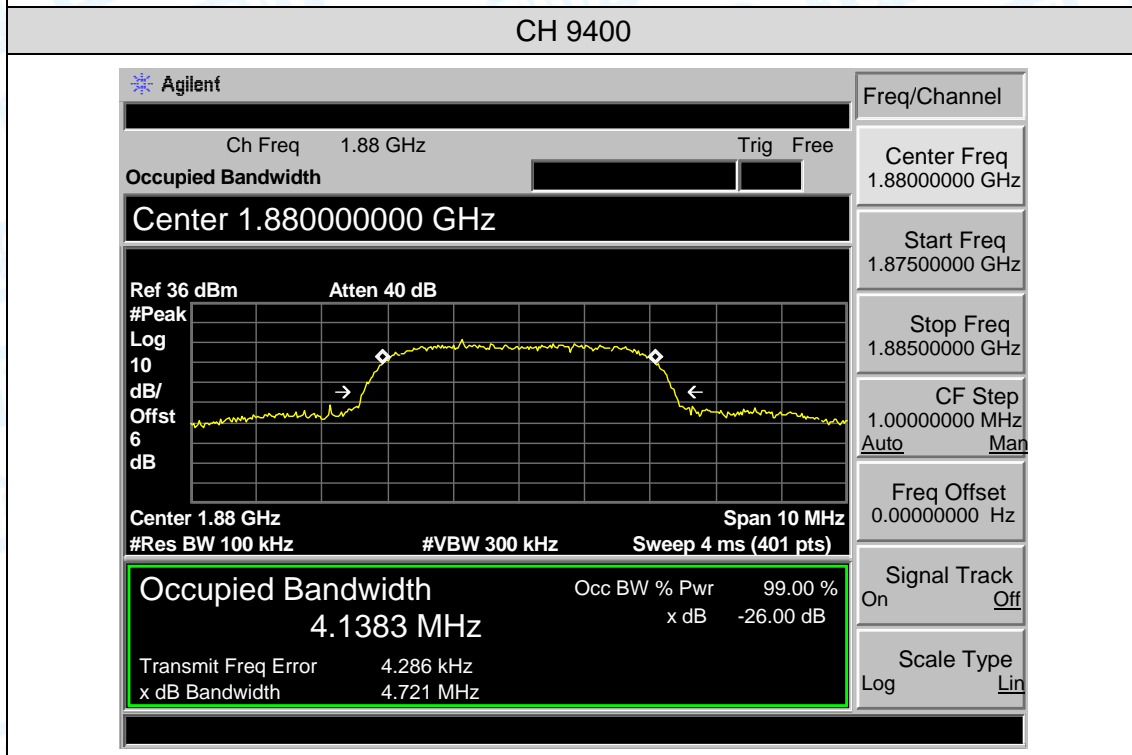 CH 9400
Agilent
Freq/Channel
Ch Freq 1.88 GHz Trig Free
Occupied Bandwidth
Center 1.880000000 GHz
Ref 36 dBm Atten 40 dB
#Peak
Log
10
dB/
Offst
6
dB
Center 1.88 GHz Span 10 MHz
#Res BW 100 kHz #VBW 300 kHz Sweep 4 ms (401 pts)
Occupied Bandwidth
4.1383 MHz
Occ BW % Pwr 99.00 %
x dB -26.00 dB
Transmit Freq Error 4.286 kHz
x dB Bandwidth 4.721 MHz
Center Freq
1.88000000 GHz
Start Freq
1.87500000 GHz
Stop Freq
1.88500000 GHz
CF Step
1.00000000 MHz
Auto Man
Freq Offset
0.00000000 Hz
Signal Track
On Off
Scale Type
Log Lin